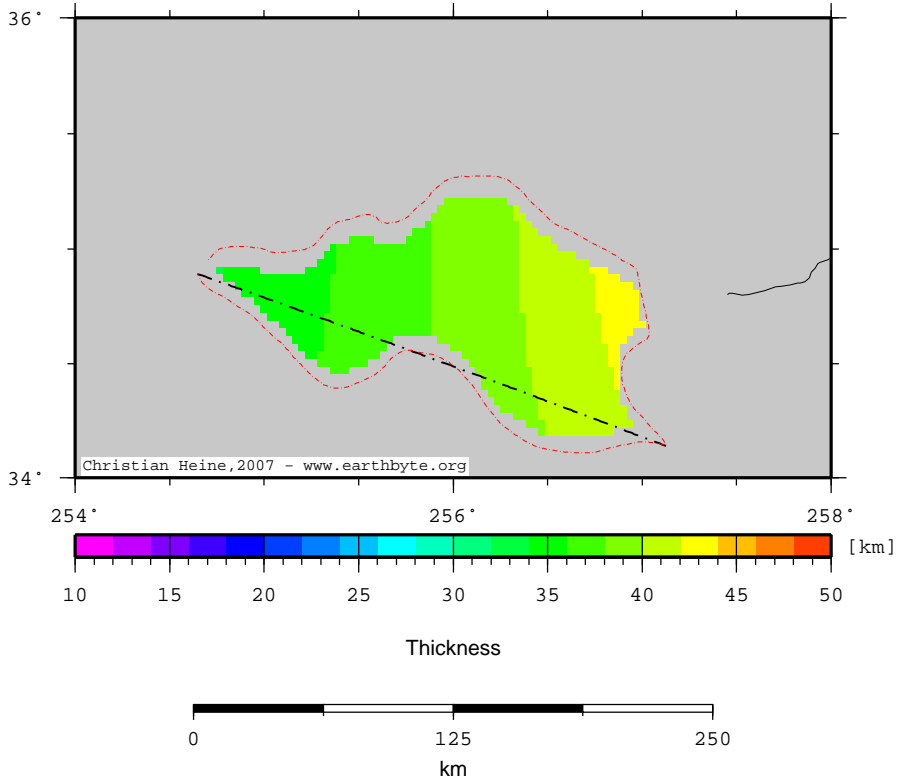 36°
Christian Heine,2007 - www.earthbyte.org
34°
254° 256° 258°
[km]
10 15 20 25 30 35 40 45 50
Thickness
0 125 250
km